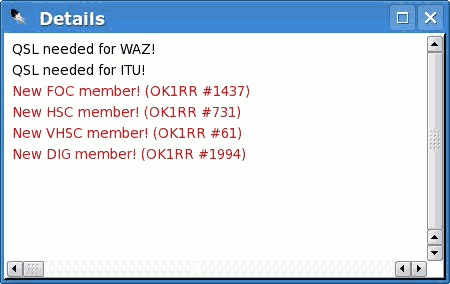 Details
QSL needed for WAZ!
QSL needed for ITU!
New FOC member! (OK1RR #1437)
New HSC member! (OK1RR #731)
New VHSC member! (OK1RR #61)
New DIG member! (OK1RR #1994)